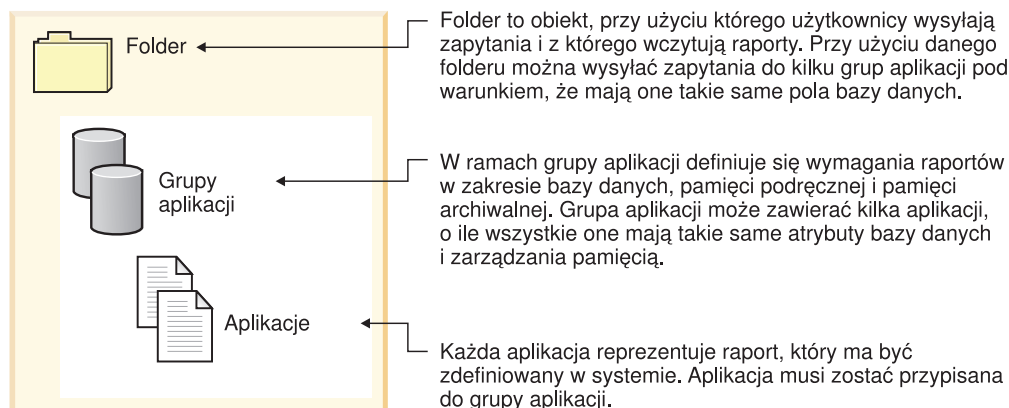 Folder
Folder to obiekt, przy użyciu którego użytkownicy wysyłają
zapytania i z którego wczytują raporty. Przy użyciu danego
folderu można wysyłać zapytania do kilku grup aplikacji pod
warunkiem, że mają one takie same pola bazy danych.
Grupy
aplikacji
W ramach grupy aplikacji definiuje się wymagania raportów
w zakresie bazy danych, pamięci podręcznej i pamięci
archiwalnej. Grupa aplikacji może zawierać kilka aplikacji,
o ile wszystkie one mają takie same atrybuty bazy danych
i zarządzania pamięcią.
Aplikacje
Każda aplikacja reprezentuje raport, który ma być
zdefiniowany w systemie. Aplikacja musi zostać przypisana
do grupy aplikacji.